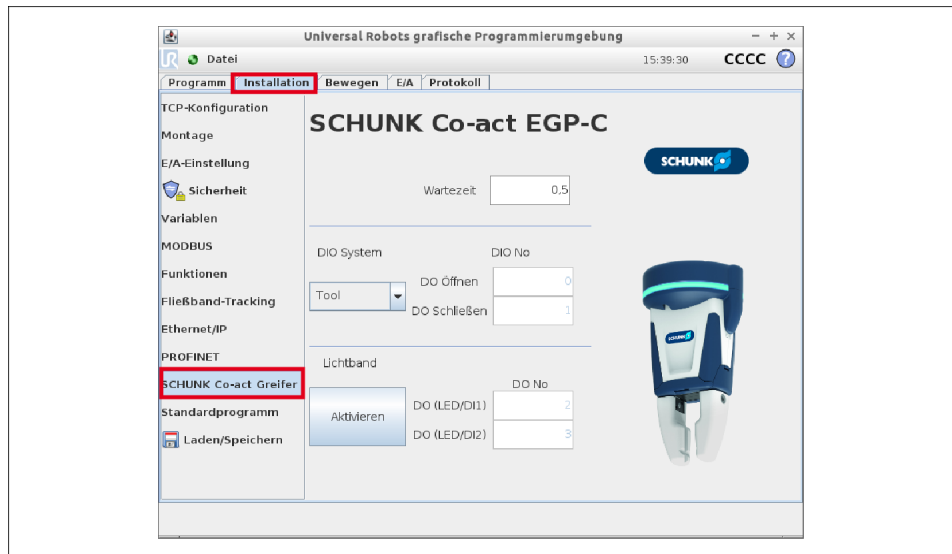 Universal Robots grafische Programmierumgebung
Datei
15:39:30
CCCC
?
Programm Installation Bewegen E/A Protokoll
TCP-Konfiguration
Montage
E/A-Einstellung
Sicherheit
Variablen
MODBUS
Funktionen
Fließband-Tracking
Ethernet/IP
PROFINET
SCHUNK Co-act Greifer
Standardprogramm
Laden/Speichern
SCHUNK Co-act EGP-C
SCHUNK
Wartezeit 0,5
DIO System DIO No
Tool
DO Öffnen 0
DO Schließen 1
Lichtband
DO No
Aktivieren
DO (LED/DI1) 2
DO (LED/DI2) 3
SCHUNK